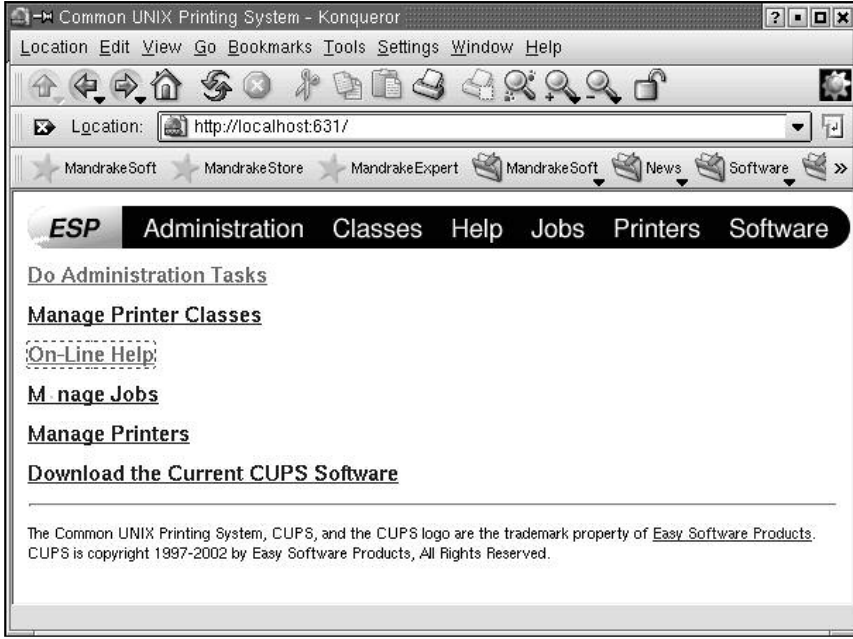 Common UNIX Printing System - Konqueror
Location Edit View Go Bookmarks Tools Settings Window Help
Location: http://localhost:631/
MandrakeSoft MandrakeStore MandrakeExpert MandrakeSoft News Software »
ESP Administration Classes Help Jobs Printers Software
Do Administration Tasks
Manage Printer Classes
On-Line Help
M nage Jobs
Manage Printers
Download the Current CUPS Software
The Common UNIX Printing System, CUPS, and the CUPS logo are the trademark property of Easy Software Products.
CUPS is copyright 1997-2002 by Easy Software Products, All Rights Reserved.